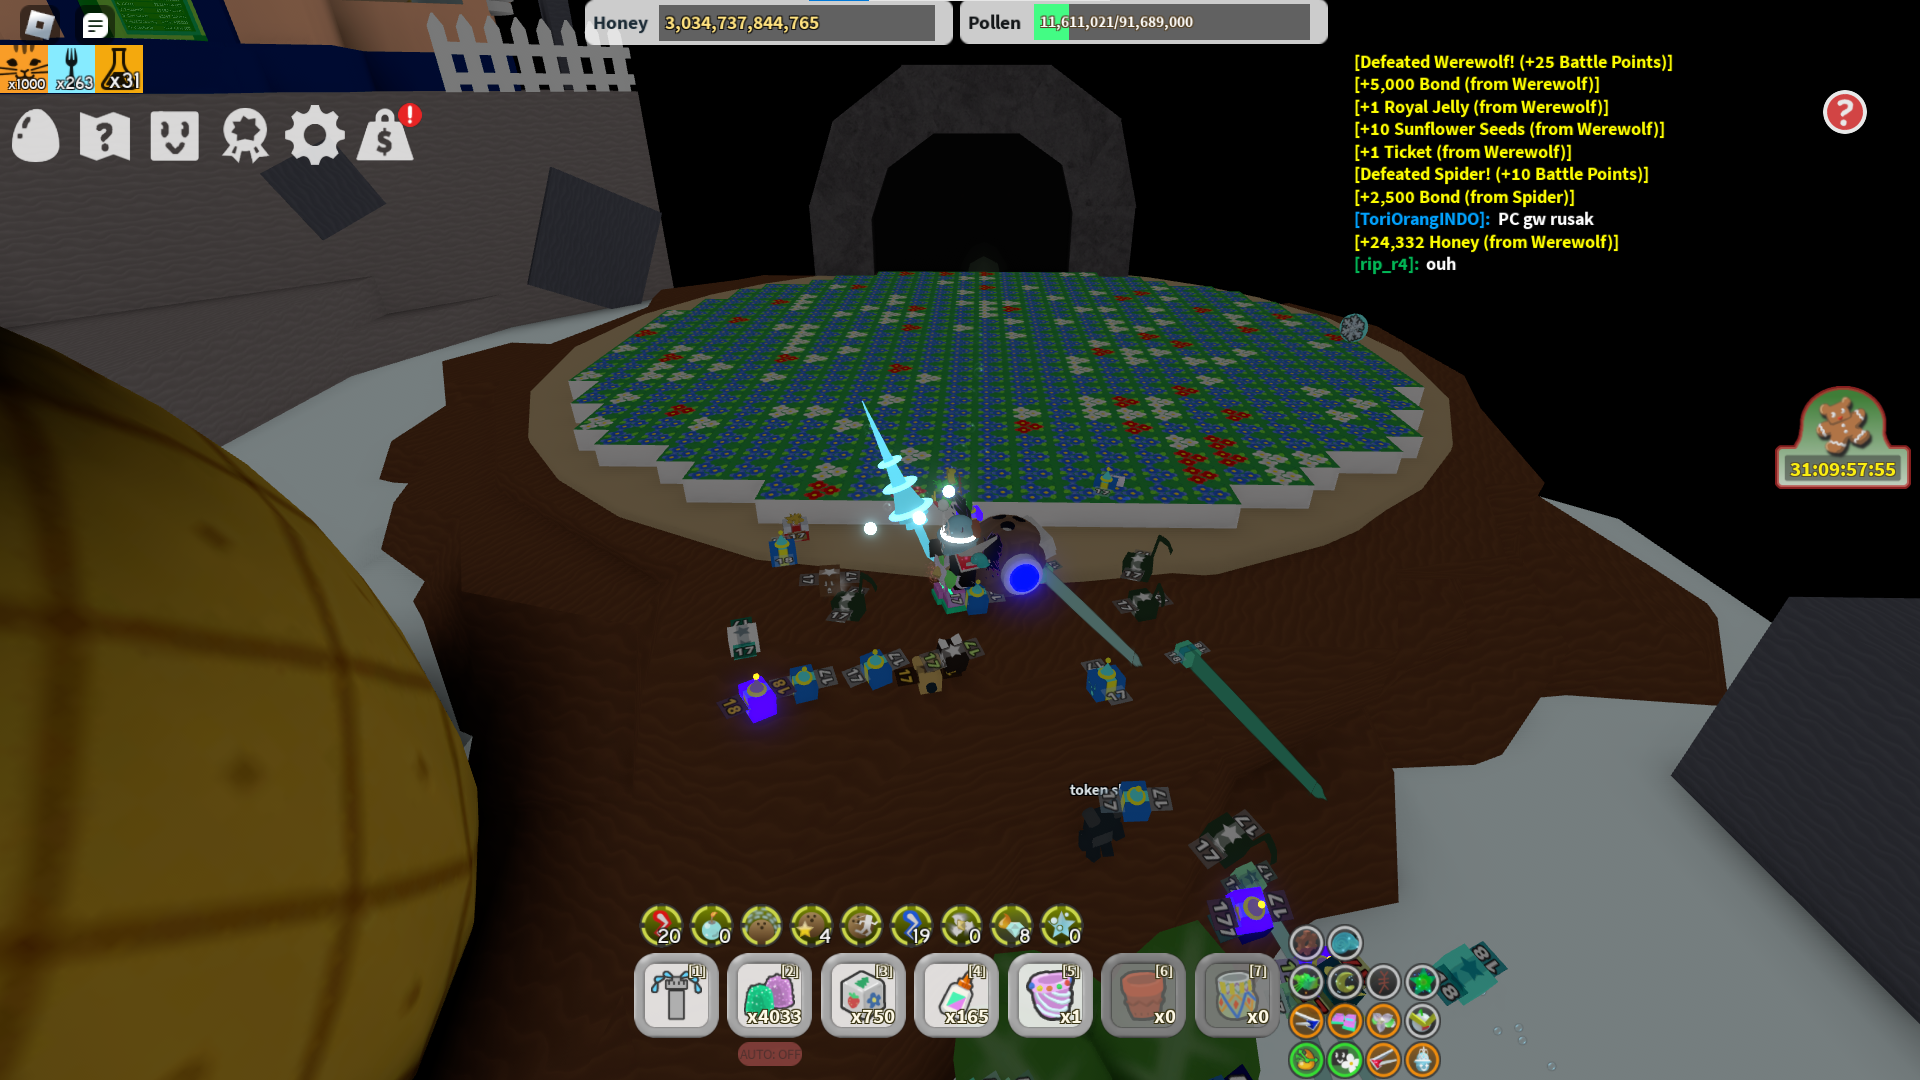 Honey 3,034,737,844,765
Pollen 11,611,021/91,689,000
x1000 x263 x31
[Defeated Werewolf! (+25 Battle Points)]
[+5,000 Bond (from Werewolf)]
[+1 Royal Jelly (from Werewolf)]
[+10 Sunflower Seeds (from Werewolf)]
[+1 Ticket (from Werewolf)]
[Defeated Spider! (+10 Battle Points)]
[+2,500 Bond (from Spider)]
[ToriOrangINDO]: PC gw rusak
[+24,332 Honey (from Werewolf)]
[rip_r4]: ouh
31:09:57:55
token
20 0 4 19 0 8 0
[1] [2] [3] [4] [5] [6] [7]
x4033 x750 x165 x1 x0 x0
AUTO: OFF